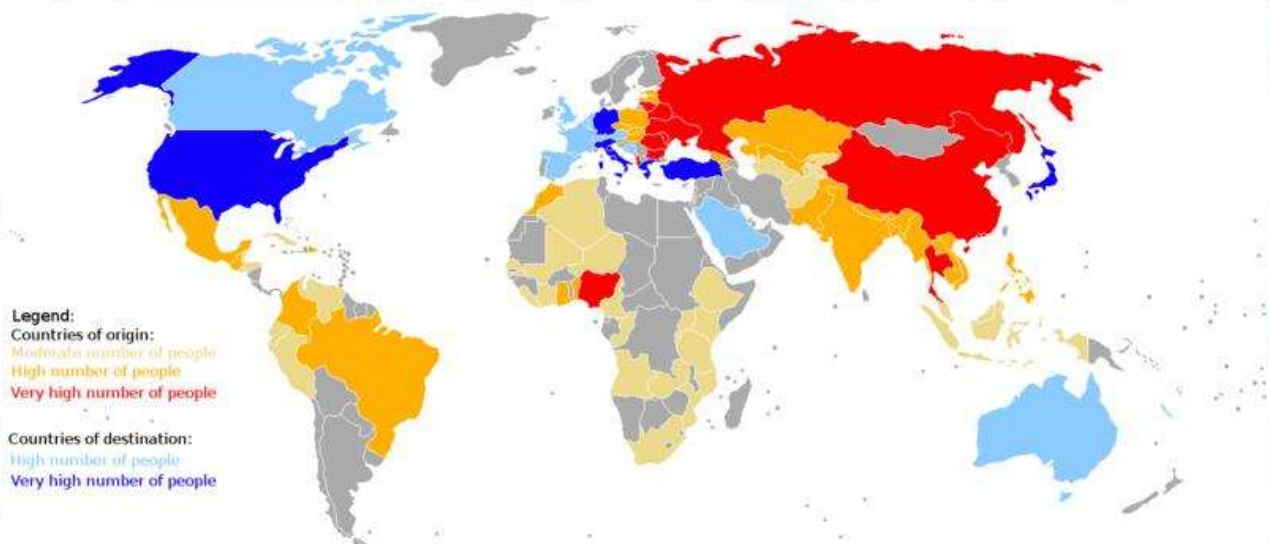 Legend:
Countries of origin:
Moderate number of people
High number of people
Very high number of people
Countries of destination:
High number of people
Very high number of people